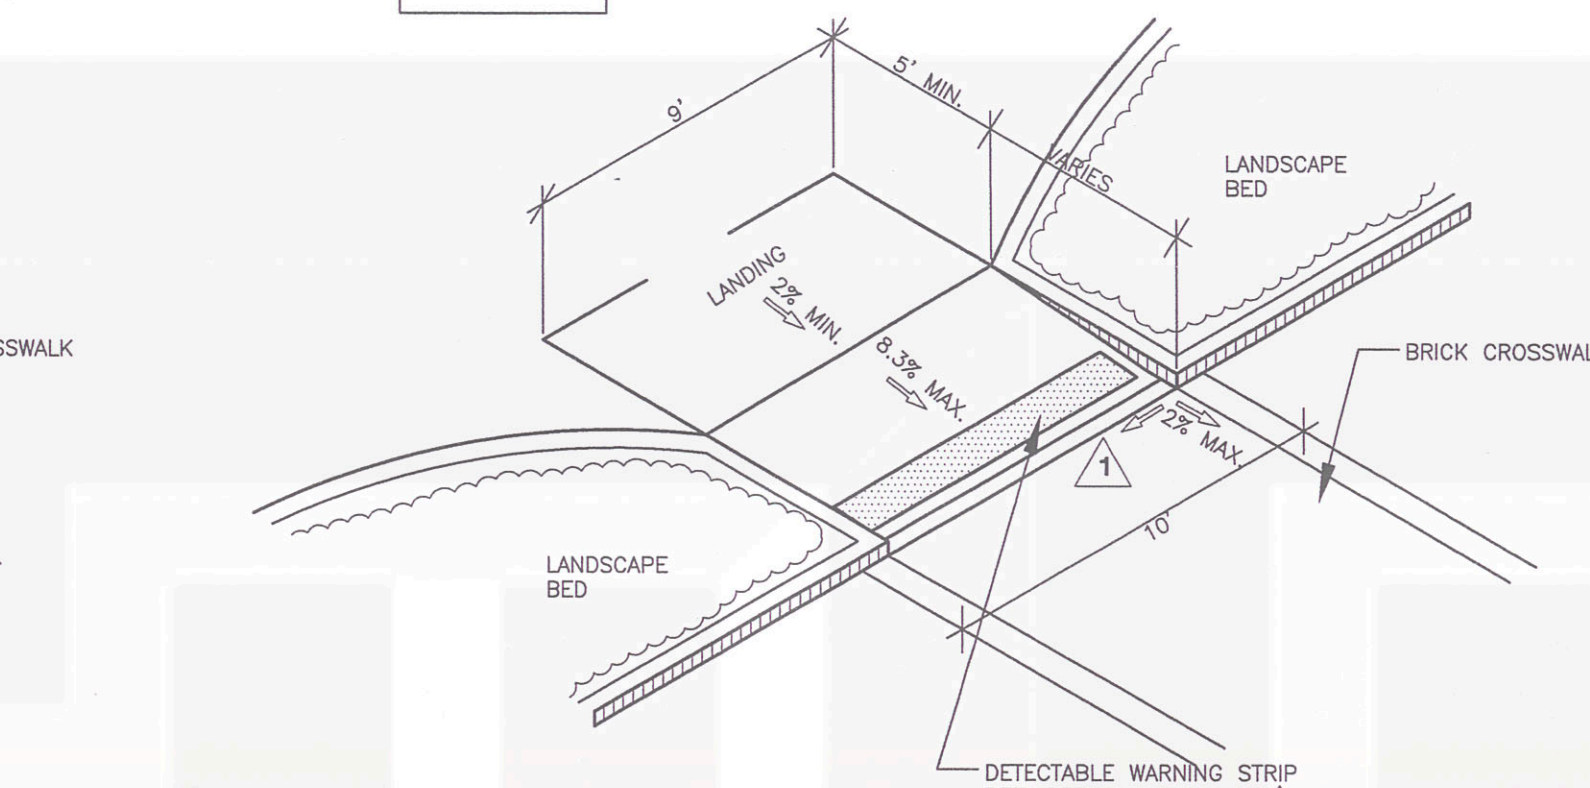 5' MIN.
9'
VARIES
LANDSCAPE
BED
LANDING
2% MIN.
8.3% MAX.
BRICK CROSSWAL
SSWALK
2% MAX.
1
10'
LANDSCAPE
BED
DETECTABLE WARNING STRIP